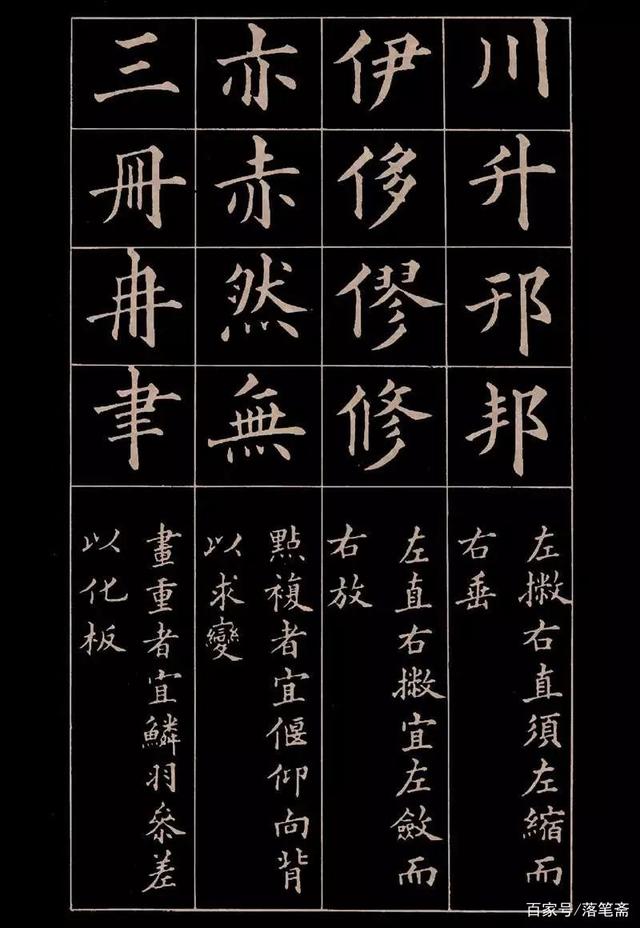 川升邢邦
左撇右直須左縮而
右垂
伊侈僇修
左直右撇宜左斂而
右放
亦赤然無
點複者宜偃仰向背
以求變
三冊冉聿
畫重者宜鱗羽參差
以化板
百家号/落笔斋